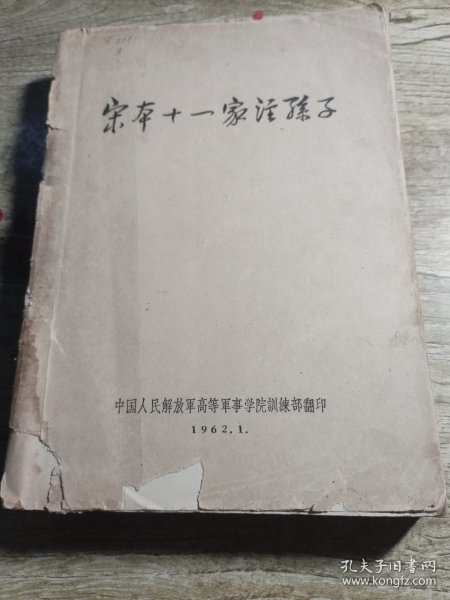 宋本十一家注孫子
中国人民解放軍高等軍事学院訓練部翻印
1962.1.
孔夫子旧书网
www.kongfz.com